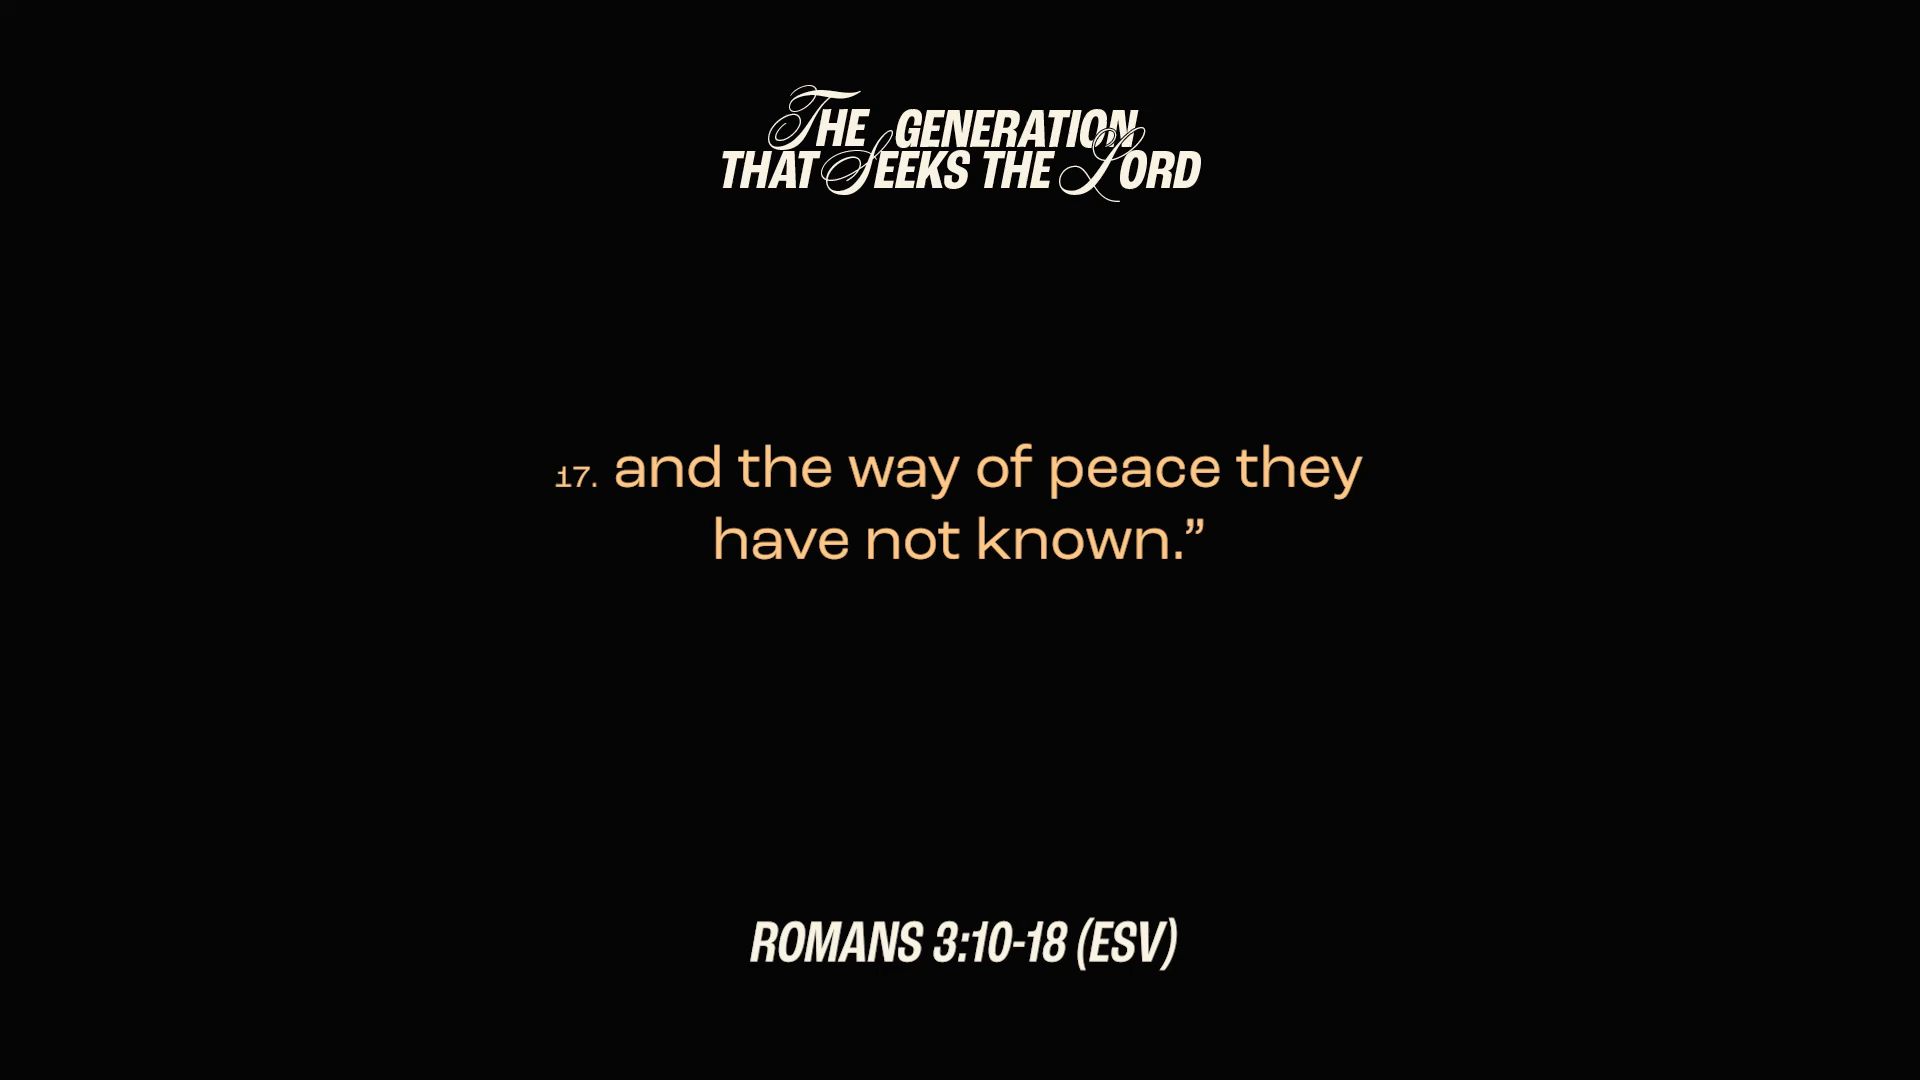 THE GENERATION
THAT SEEKS THE LORD
17. and the way of peace they
have not known.”
ROMANS 3:10-18 (ESV)